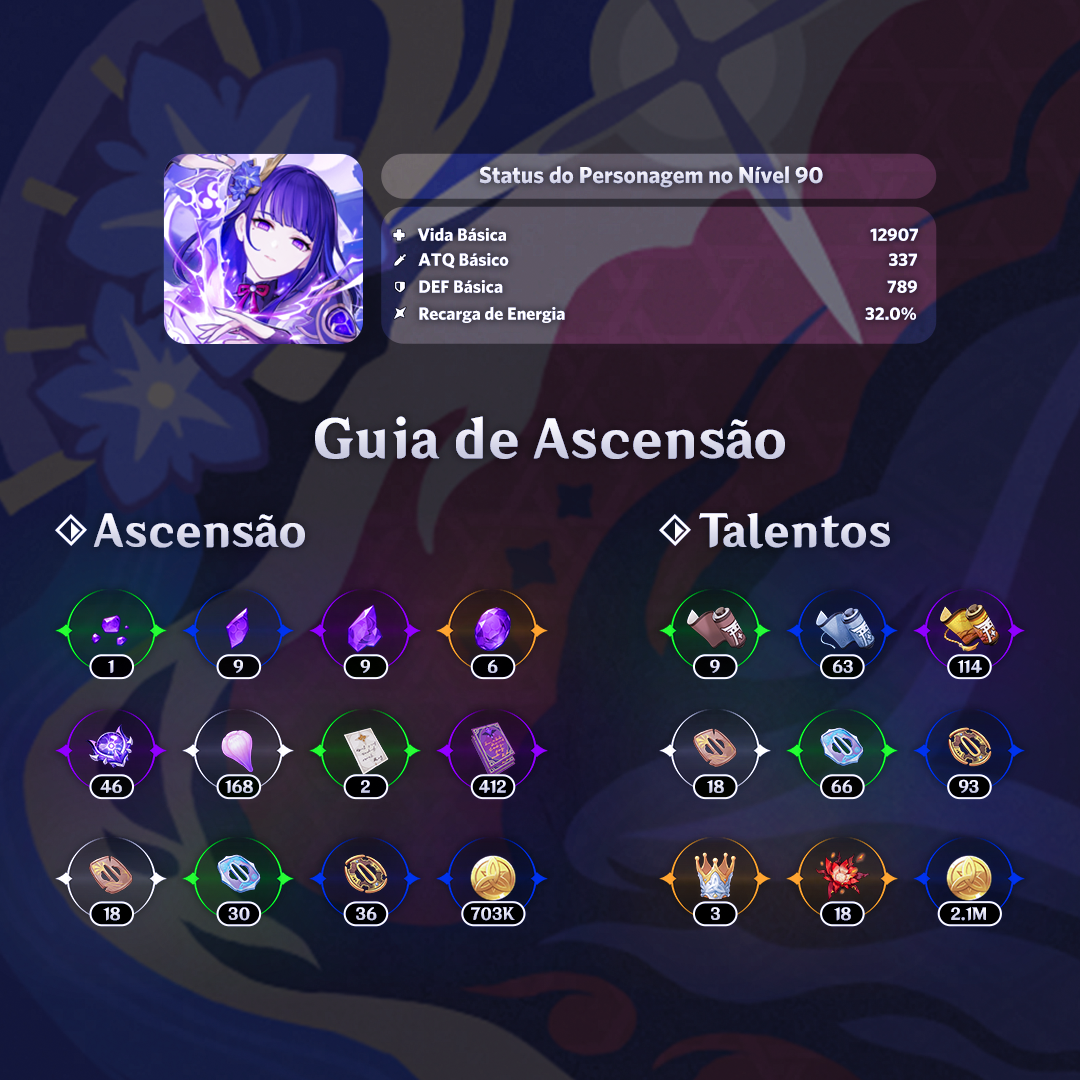 Status do Personagem no Nível 90
Vida Básica 12907
ATQ Básico 337
DEF Básica 789
Recarga de Energia 32.0%
Guia de Ascensão
Ascensão
1 9 9 6
46 168 2 412
18 30 36 703K
Talentos
9 63 114
18 66 93
3 18 2.1M